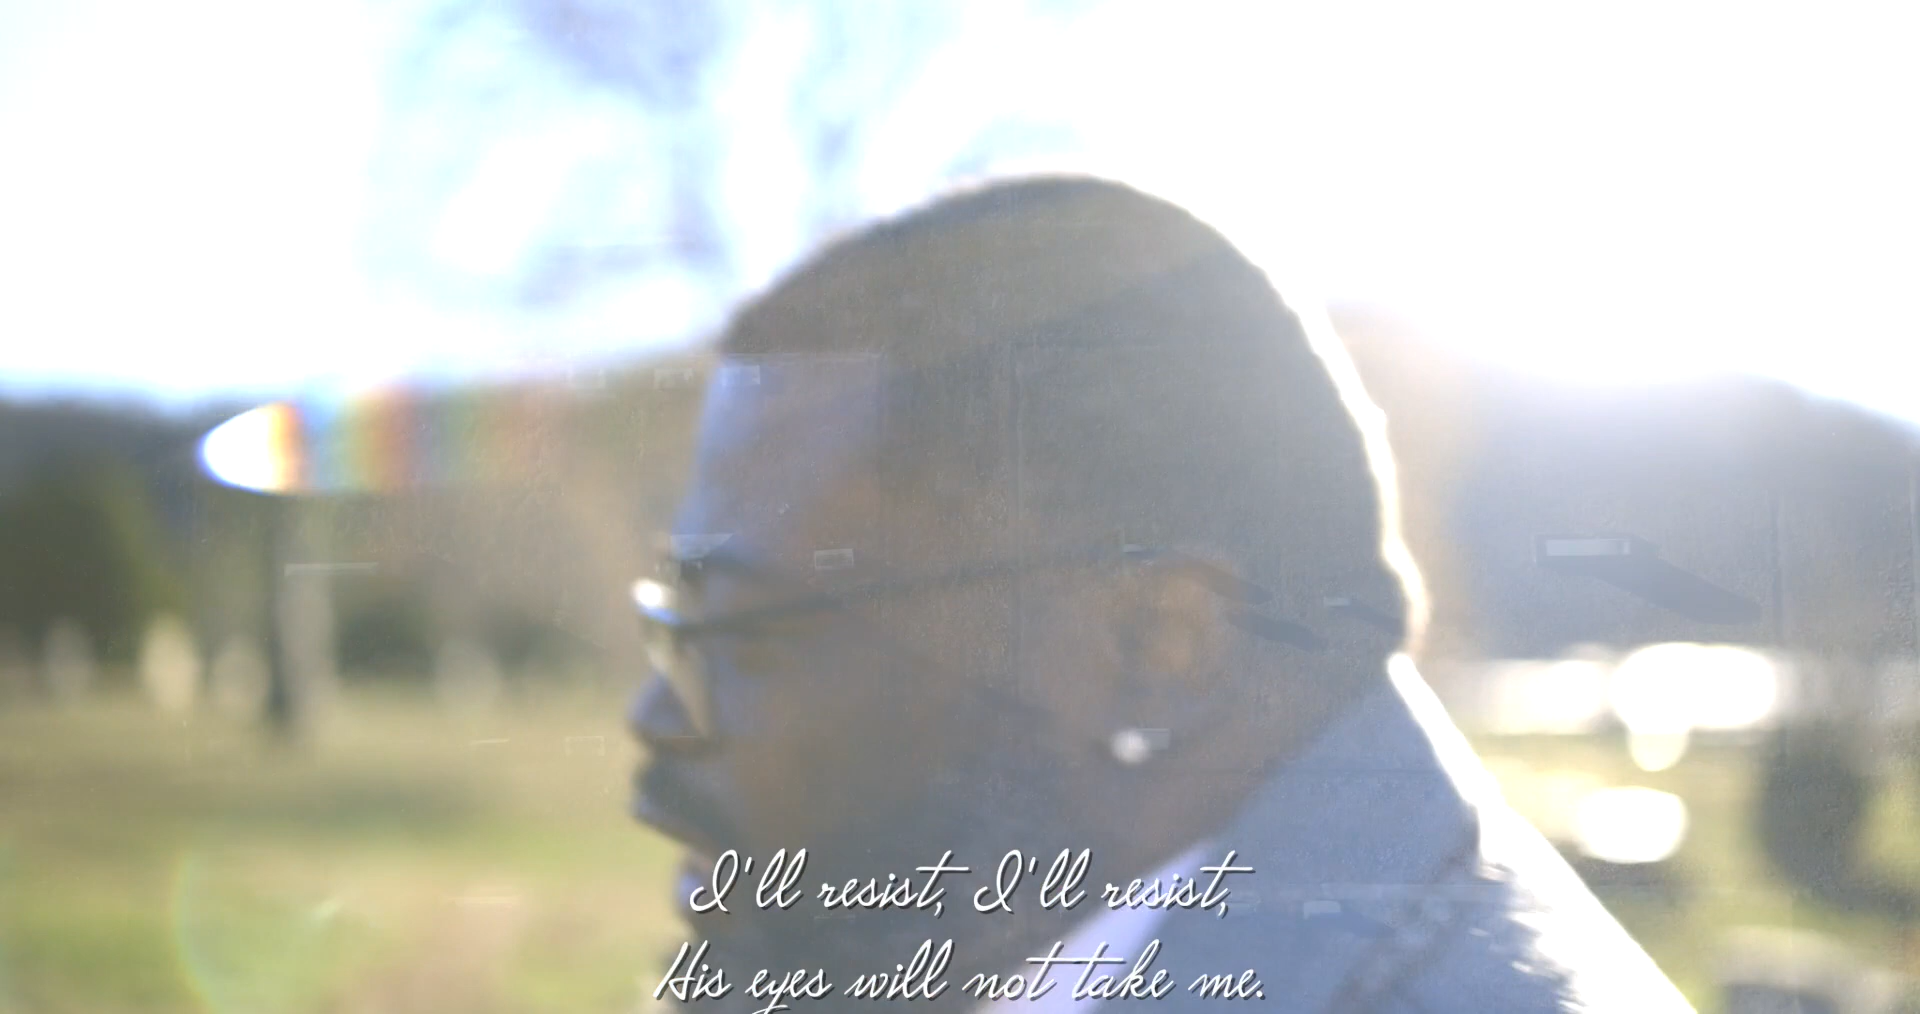 I'll resist, I'll resist,
His eyes will not take me.